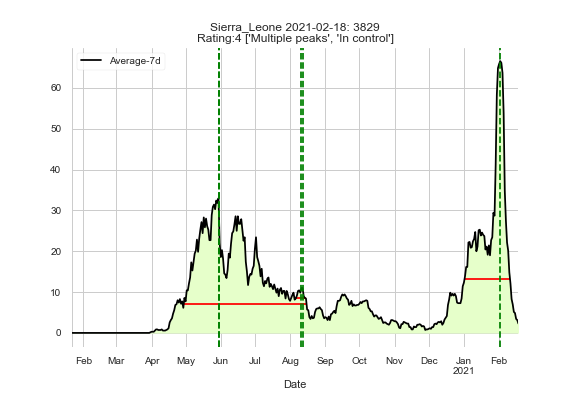 Sierra_Leone 2021-02-18: 3829
Rating:4 ['Multiple peaks', 'In control']
Average-7d
60
50
40
30
20
10
0
Feb Mar Apr May Jun Jul Aug Sep Oct Nov Dec Jan Feb
2021
Date